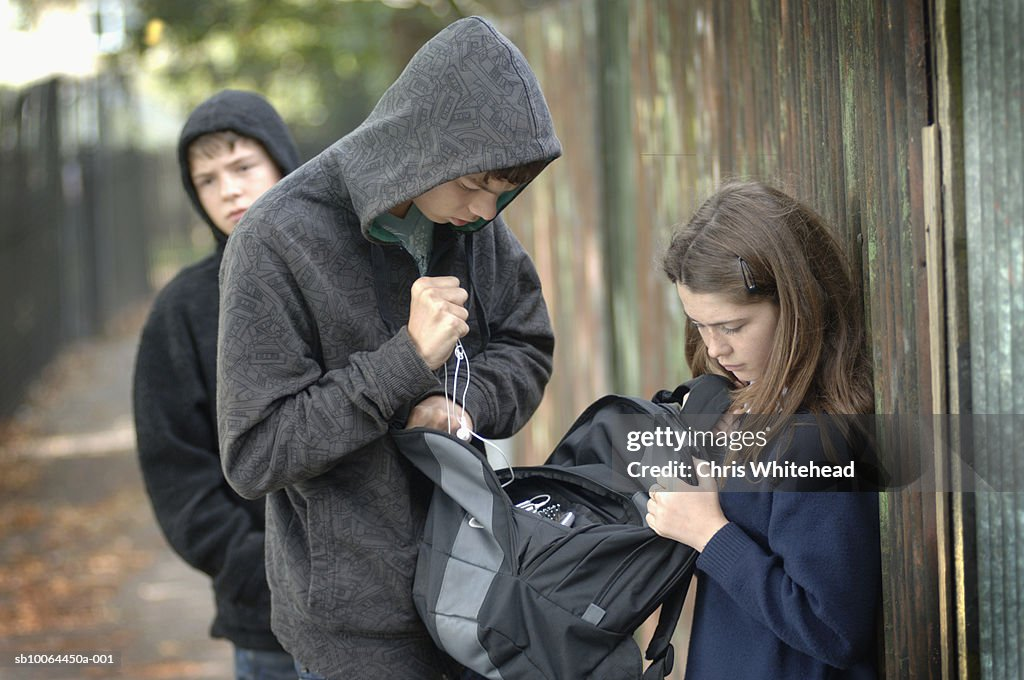 gettyimages®
Credit: Chris Whitehead
sb10064450a-001